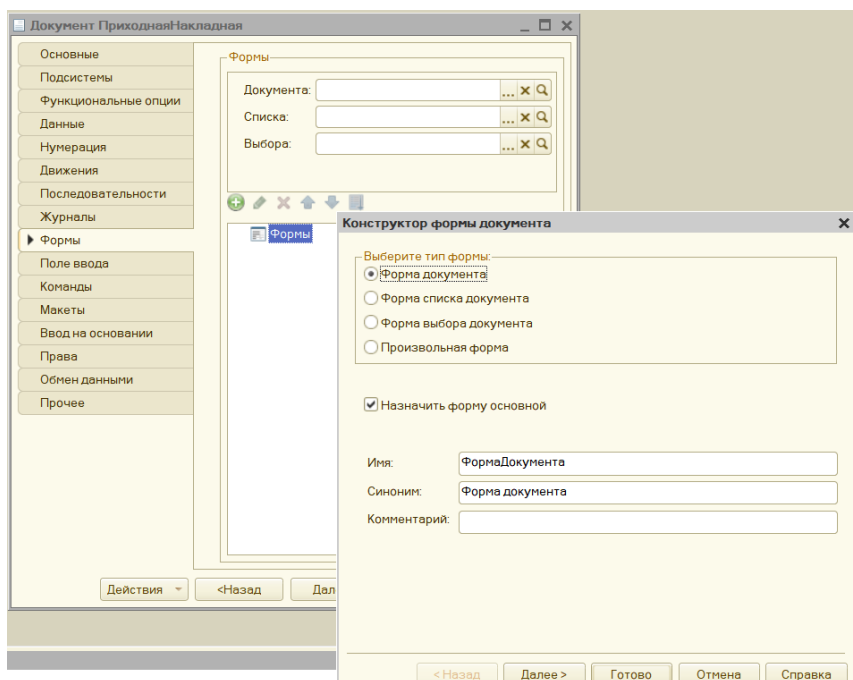 Документ ПриходнаяНакладная
Основные
Подсистемы
Функциональные опции
Данные
Нумерация
Движения
Последовательности
Журналы
Формы
Поле ввода
Команды
Макеты
Ввод на основании
Права
Обмен данными
Прочее
Формы
Документа:
Списка:
Выбора:
Формы
Действия
<Назад
Дал
Конструктор формы документа
Выберите тип формы:
Форма документа
Форма списка документа
Форма выбора документа
Произвольная форма
Назначить форму основной
Имя: ФормаДокумента
Синоним: Форма документа
Комментарий:
<Назад Далее> Готово Отмена Справка